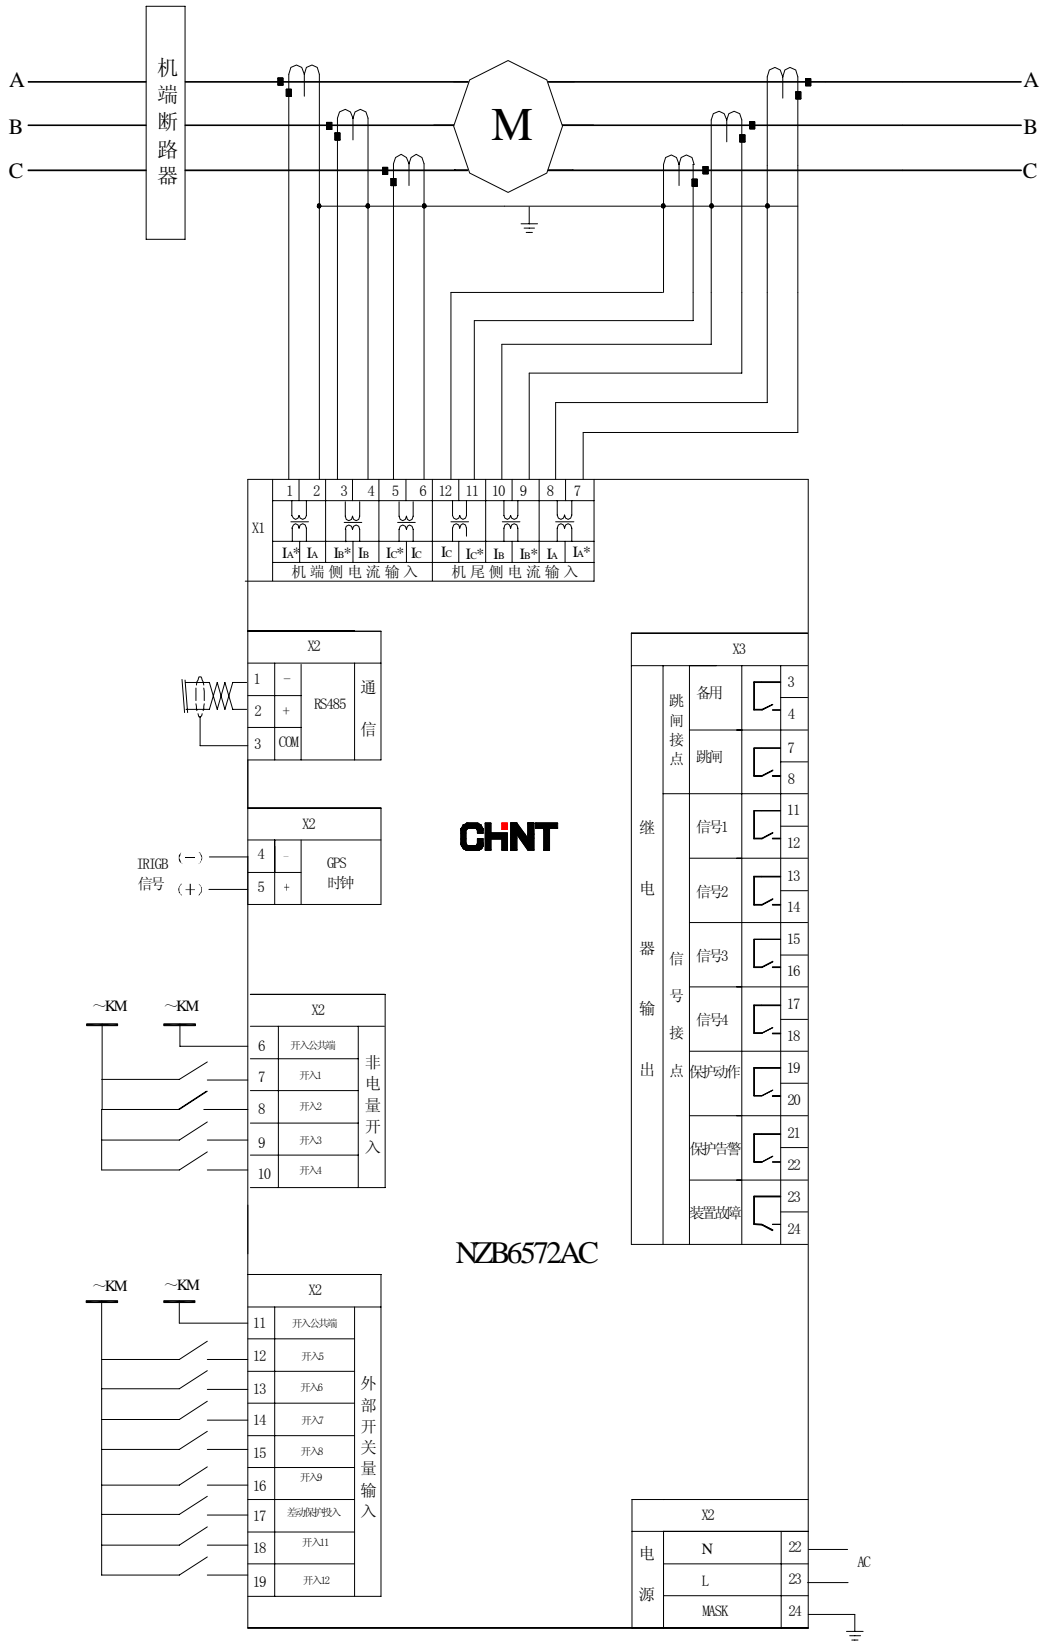 A
A
B
B
C
C
机端断路器
M
X1
1 2 3 4 5 6 12 11 10 9 8 7
IA* IA IB* IB IC* IC IC IC* IB IB* IA IA*
机端侧电流输入 机尾侧电流输入
X2
1 -
2 +
3 COM
RS485
通信
X2
IRIGB信号
(-) 4 -
(+) 5 +
GPS
时钟
CHiNT
~KM ~KM
X2
6 开入公共端
7 开入1
8 开入2
9 开入3
10 开入4
非电量开入
NZB6572AC
~KM ~KM
X2
11 开入公共端
12 开入5
13 开入6
14 开入7
15 开入8
16 开入9
17 差动保护投入
18 开入11
19 开入12
外部开关量输入
X3
继电器输出
跳闸接点
备用 3
4
跳闸 7
8
信号接点
信号1 11
12
信号2 13
14
信号3 15
16
信号4 17
18
保护动作 19
20
保护告警 21
22
装置故障 23
24
X2
电源
N 22
L 23
MASK 24
AC